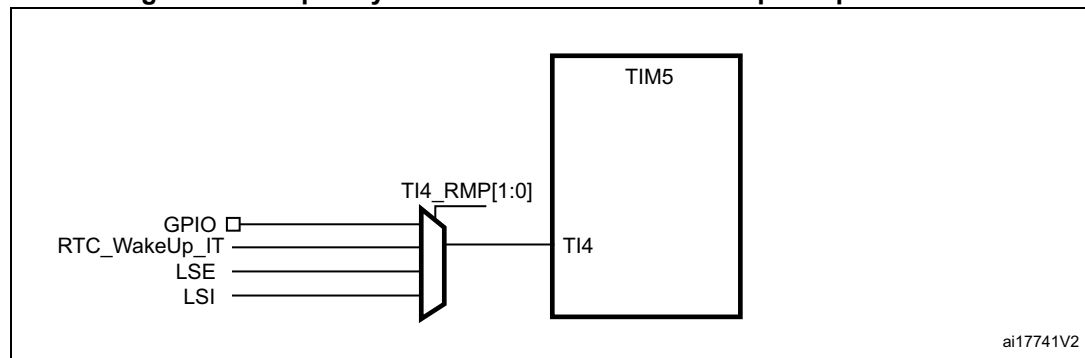 TIM5
TI4_RMP[1:0]
GPIO
RTC_WakeUp_IT
TI4
LSE
LSI
ai17741V2